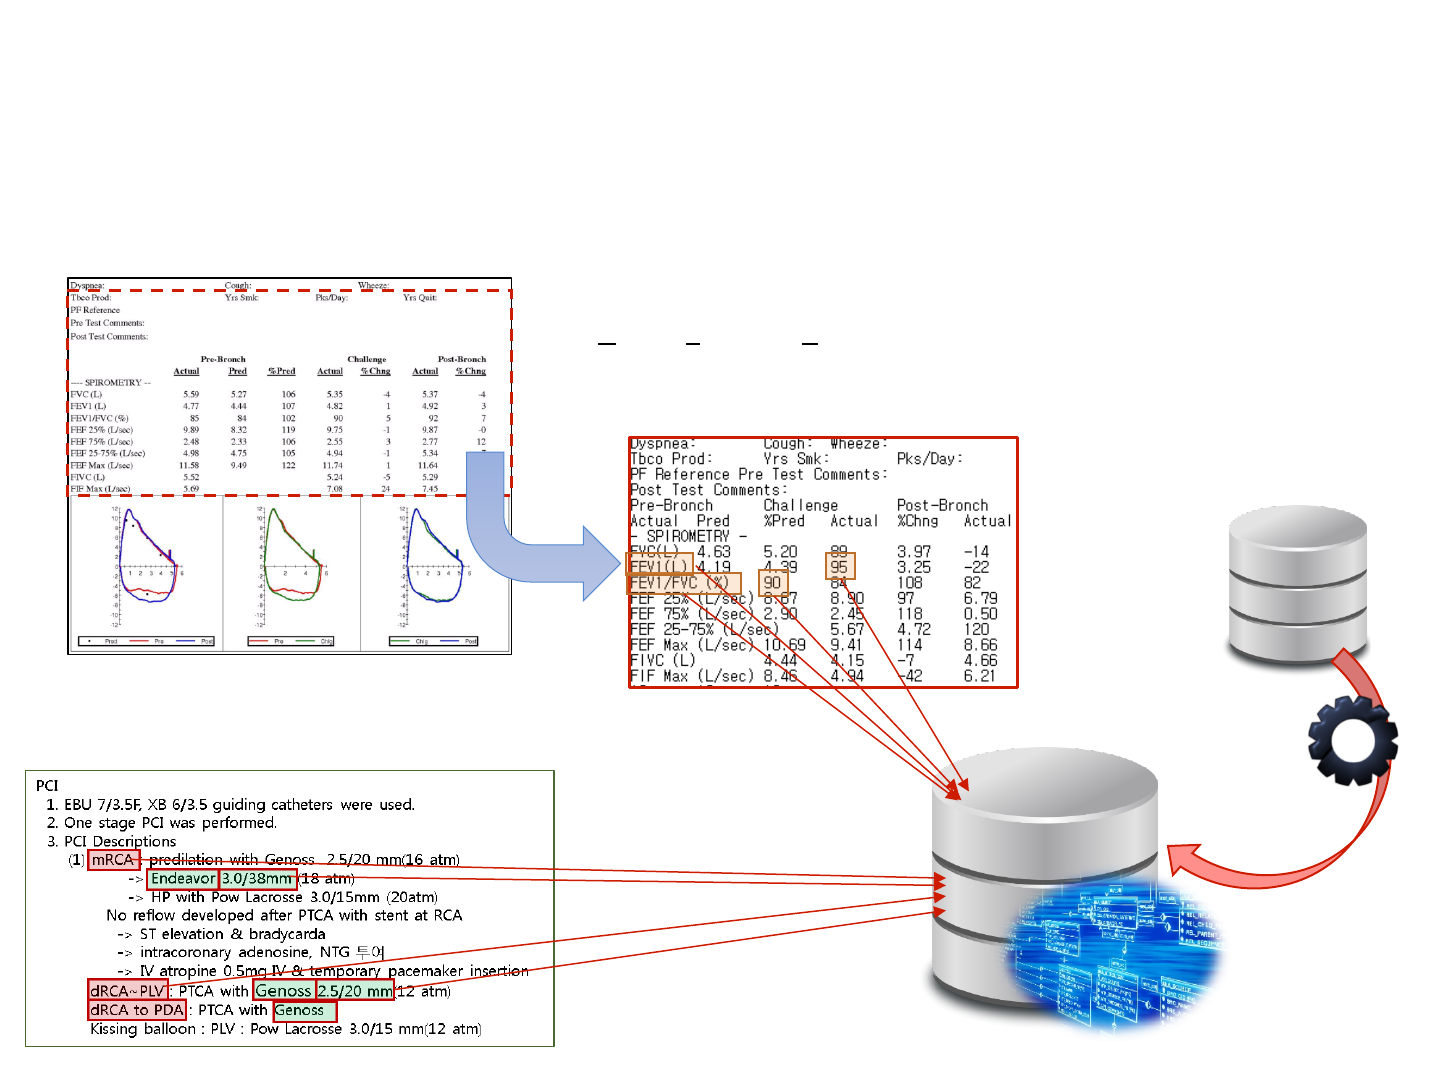 Dyspnea: Cough: Wheeze:
Tbco Prod: Yrs Smk: Pks/Day: Yrs Quit:
PF Reference
Pre Test Comments:
Post Test Comments:
Pre-Bronch Challenge Post-Bronch
Actual Pred %Pred Actual %Chng Actual %Chng
---- SPIROMETRY --
FVC (L) 5.59 5.27 106 5.35 -4 5.37 -4
FEV1 (L) 4.77 4.44 107 4.82 1 4.92 3
FEV1/FVC (%) 85 84 102 90 5 92 7
FEF 25% (L/sec) 9.89 8.32 119 9.75 -1 9.87 -0
FEF 75% (L/sec) 2.48 2.33 106 2.55 3 2.77 12
FEF 25-75% (L/sec) 4.98 4.75 105 4.94 -1 5.34
FEF Max (L/sec) 11.58 9.49 122 11.74 1 11.64
FIVC (L) 5.52 5.24 -5 5.29
FIF Max (L/sec) 5.69 7.08 24 7.45
Pred Pre Post
Pre Chlg
Chlg Post
Dyspnea: Cough: Wheeze:
Tbco Prod: Yrs Smk: Pks/Day:
PF Reference Pre Test Comments:
Post Test Comments:
Pre-Bronch Challenge Post-Bronch
Actual Pred %Pred Actual %Chng Actual
- SPIROMETRY -
FVC(L) 4.63 5.20 89 3.97 -14
FEV1(L) 4.19 4.39 95 3.25 -22
FEV1/FVC (%) 90 84 108 82
FEF 25% (L/sec) 8.67 8.90 97 6.79
FEF 75% (L/sec) 2.90 2.45 118 0.50
FEF 25-75% (L/sec) 5.67 4.72 120
FEF Max (L/sec) 10.69 9.41 114 8.66
FIVC (L) 4.44 4.15 -7 4.66
FIF Max (L/sec) 8.46 4.94 -42 6.21
PCI
1. EBU 7/3.5F, XB 6/3.5 guiding catheters were used.
2. One stage PCI was performed.
3. PCI Descriptions
(1) mRCA : predilation with Genoss 2.5/20 mm(16 atm)
-> Endeavor 3.0/38mm (18 atm)
-> HP with Pow Lacrosse 3.0/15mm (20atm)
No reflow developed after PTCA with stent at RCA
-> ST elevation & bradycarda
-> intracoronary adenosine, NTG 투여
-> IV atropine 0.5mg IV & temporary pacemaker insertion
dRCA~PLV : PTCA with Genoss 2.5/20 mm(12 atm)
dRCA to PDA : PTCA with Genoss
Kissing balloon : PLV : Pow Lacrosse 3.0/15 mm(12 atm)